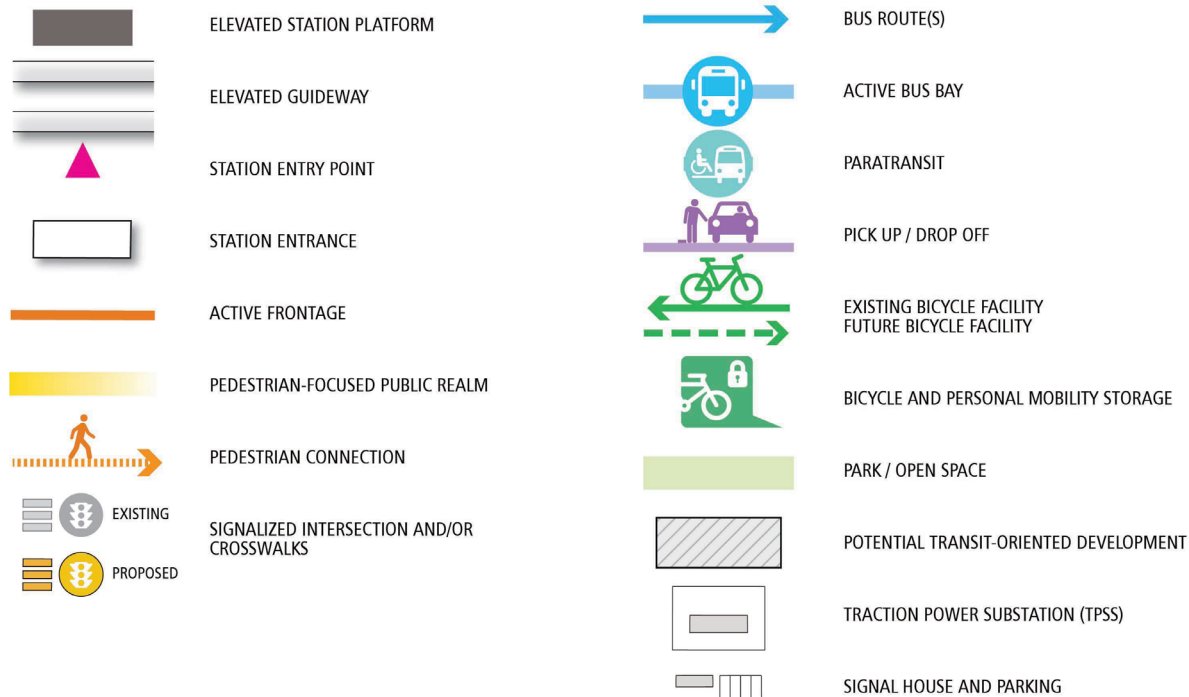 ELEVATED STATION PLATFORM
ELEVATED GUIDEWAY
STATION ENTRY POINT
STATION ENTRANCE
ACTIVE FRONTAGE
PEDESTRIAN-FOCUSED PUBLIC REALM
PEDESTRIAN CONNECTION
EXISTING
SIGNALIZED INTERSECTION AND/OR
CROSSWALKS
PROPOSED
BUS ROUTE(S)
ACTIVE BUS BAY
PARATRANSIT
PICK UP / DROP OFF
EXISTING BICYCLE FACILITY
FUTURE BICYCLE FACILITY
BICYCLE AND PERSONAL MOBILITY STORAGE
PARK / OPEN SPACE
POTENTIAL TRANSIT-ORIENTED DEVELOPMENT
TRACTION POWER SUBSTATION (TPSS)
SIGNAL HOUSE AND PARKING